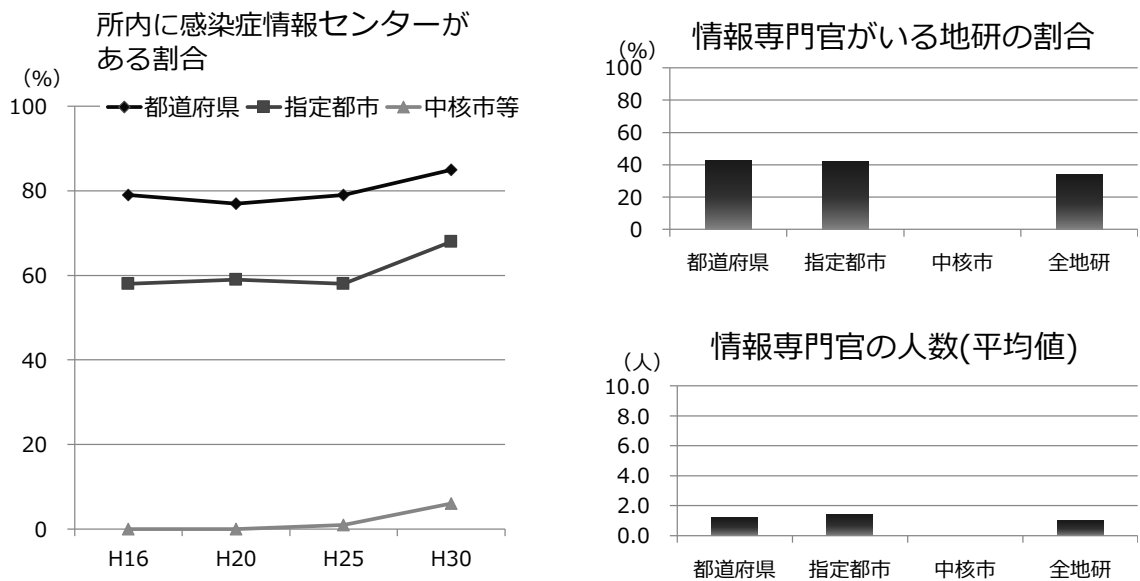 所内に感染症情報センターが
ある割合
（%）
都道府県 指定都市 中核市等
100
80
60
40
20
0
H16 H20 H25 H30
情報専門官がいる地研の割合
(%)
100
80
60
40
20
0
都道府県 指定都市 中核市 全地研
情報専門官の人数(平均値)
（人）
10.0
8.0
6.0
4.0
2.0
0.0
都道府県 指定都市 中核市 全地研